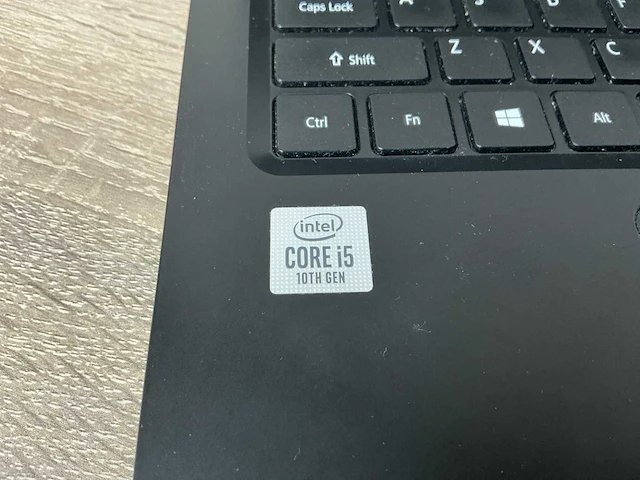 Caps Lock
Shift
Z X C
Ctrl Fn Alt
intel
CORE i5
10TH GEN